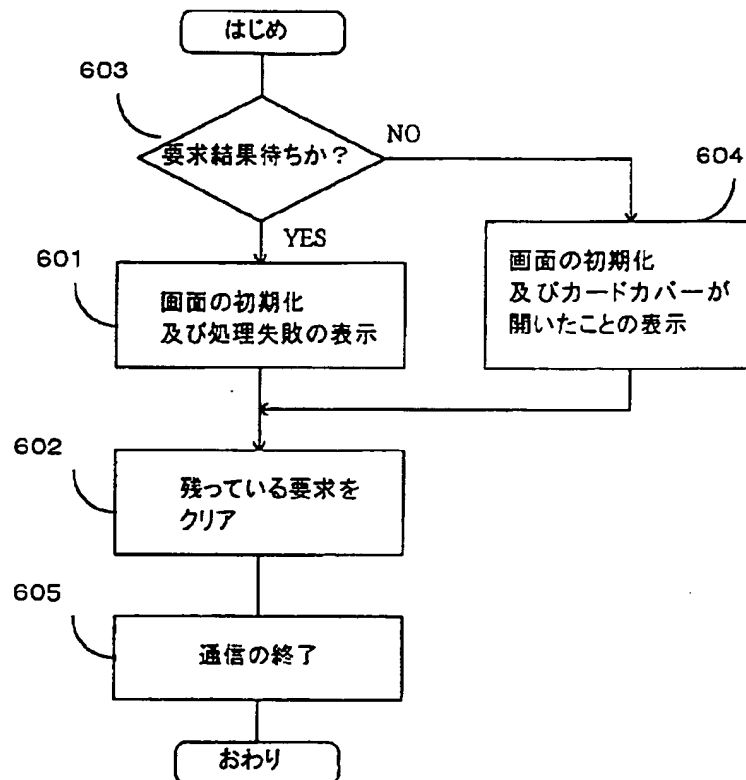 はじめ
603
要求結果待ちか？
NO
604
YES
601
画面の初期化
及び処理失敗の表示
画面の初期化
及びカードカバーが
開いたことの表示
602
残っている要求を
クリア
605
通信の終了
おわり